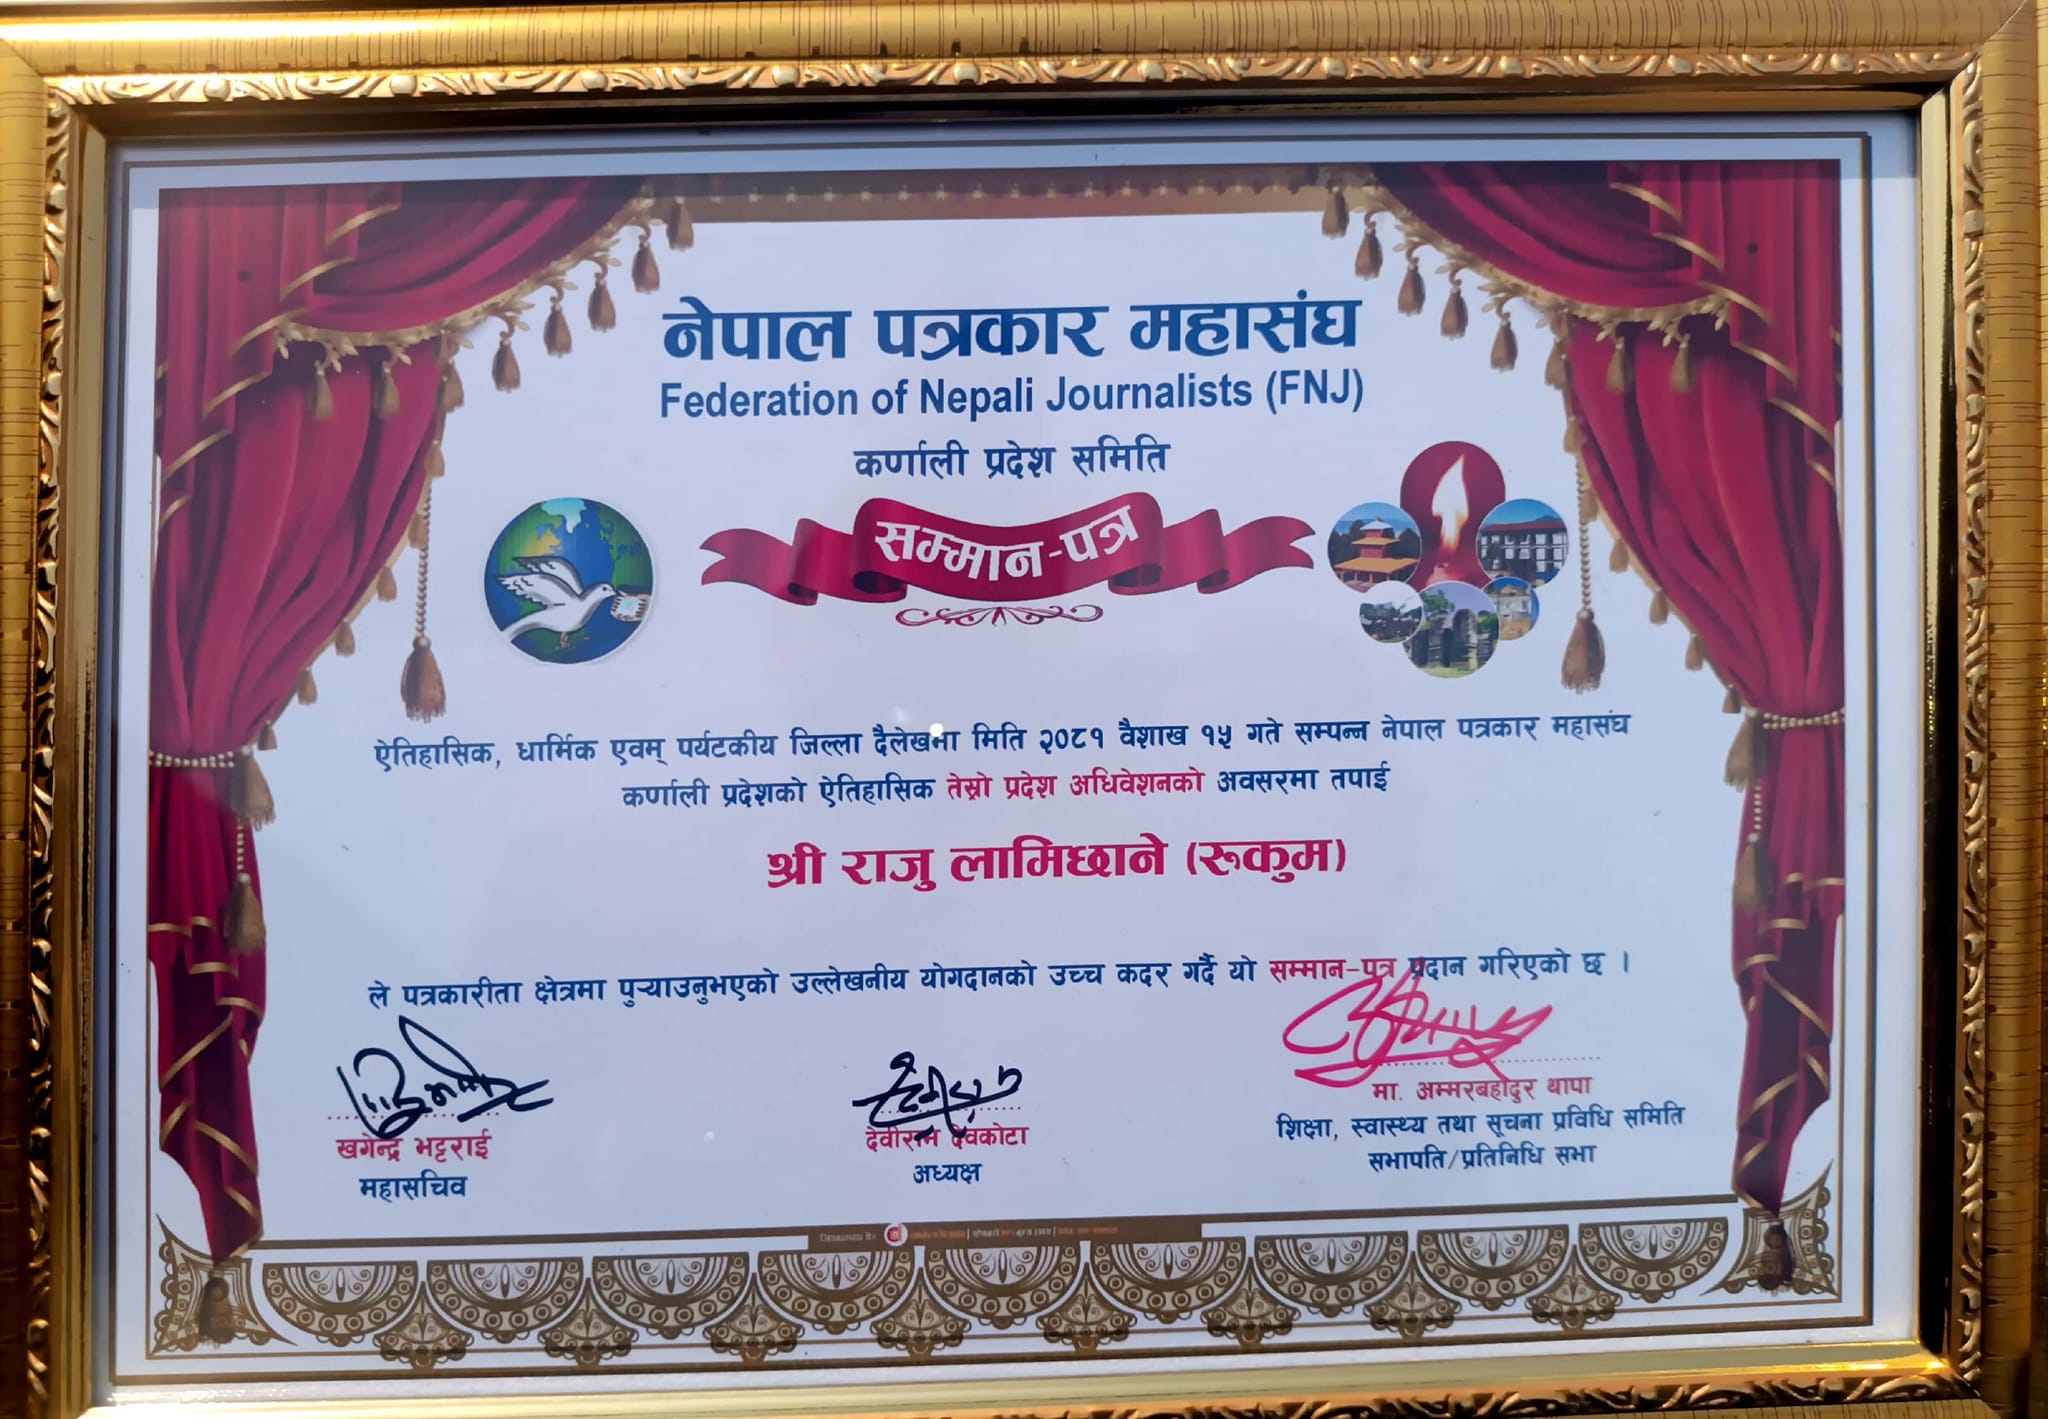 नेपाल पत्रकार महासंघ
Federation of Nepali Journalists (FNJ)
कर्णाली प्रदेश समिति
सम्मान-पत्र
ऐतिहासिक, धार्मिक एवम् पर्यटकीय जिल्ला दैलेखमा मिति २०८१ वैशाख १५ गते सम्पन्न नेपाल पत्रकार महासंघ
कर्णाली प्रदेशको ऐतिहासिक तेस्रो प्रदेश अधिवेशनको अवसरमा तपाई
श्री राजु लामिछाने (रुकुम)
ले पत्रकारीता क्षेत्रमा पुर्‍याउनुभएको उल्लेखनीय योगदानको उच्च कदर गर्दै यो सम्मान-पत्र प्रदान गरिएको छ ।
खगेन्द्र भट्टराई
महासचिव
देवीराम देवकोटा
अध्यक्ष
मा. अम्मरबहादुर थापा
शिक्षा, स्वास्थ्य तथा सूचना प्रविधि समिति
सभापति/प्रतिनिधि सभा
Designed By